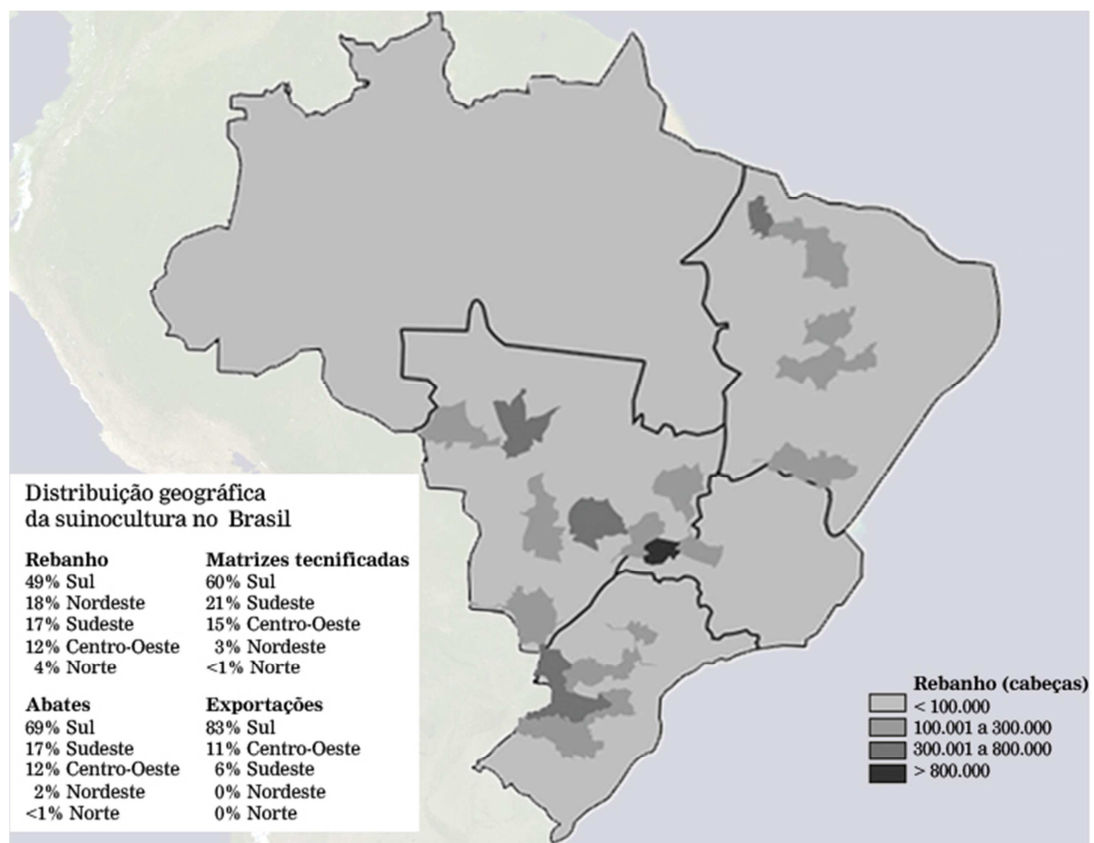 Distribuição geográfica
da suinocultura no Brasil
Rebanho
49% Sul
18% Nordeste
17% Sudeste
12% Centro-Oeste
4% Norte
Matrizes tecnificadas
60% Sul
21% Sudeste
15% Centro-Oeste
3% Nordeste
<1% Norte
Abates
69% Sul
17% Sudeste
12% Centro-Oeste
2% Nordeste
<1% Norte
Exportações
83% Sul
11% Centro-Oeste
6% Sudeste
0% Nordeste
0% Norte
Rebanho (cabeças)
< 100.000
100.001 a 300.000
300.001 a 800.000
> 800.000